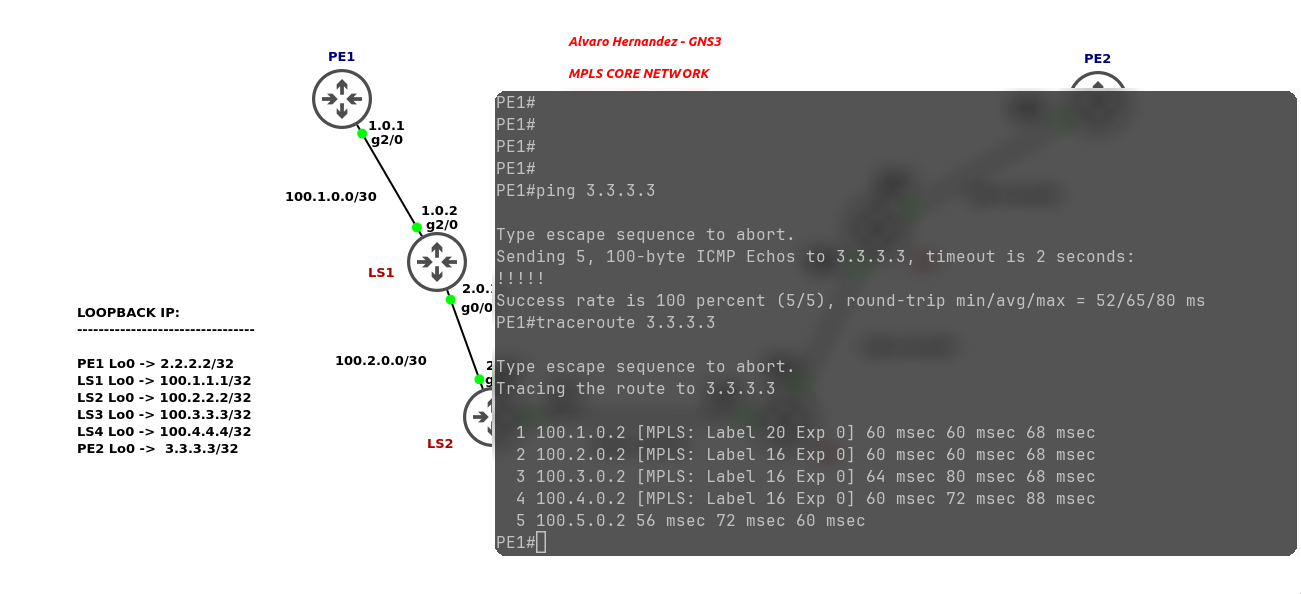 Alvaro Hernandez - GNS3
MPLS CORE NETWORK
PE1
PE2
1.0.1
g2/0
100.1.0.0/30
1.0.2
g2/0
LS1
2.0.
g0/0
100.2.0.0/30
2
g
LS2
LOOPBACK IP:
---------------------------------
PE1 Lo0 -> 2.2.2.2/32
LS1 Lo0 -> 100.1.1.1/32
LS2 Lo0 -> 100.2.2.2/32
LS3 Lo0 -> 100.3.3.3/32
LS4 Lo0 -> 100.4.4.4/32
PE2 Lo0 ->  3.3.3.3/32
PE1#
PE1#
PE1#
PE1#
PE1#ping 3.3.3.3
Type escape sequence to abort.
Sending 5, 100-byte ICMP Echos to 3.3.3.3, timeout is 2 seconds:
!!!!!
Success rate is 100 percent (5/5), round-trip min/avg/max = 52/65/80 ms
PE1#traceroute 3.3.3.3
Type escape sequence to abort.
Tracing the route to 3.3.3.3
1 100.1.0.2 [MPLS: Label 20 Exp 0] 60 msec 60 msec 68 msec
2 100.2.0.2 [MPLS: Label 16 Exp 0] 60 msec 60 msec 68 msec
3 100.3.0.2 [MPLS: Label 16 Exp 0] 64 msec 80 msec 68 msec
4 100.4.0.2 [MPLS: Label 16 Exp 0] 60 msec 72 msec 88 msec
5 100.5.0.2 56 msec 72 msec 60 msec
PE1#